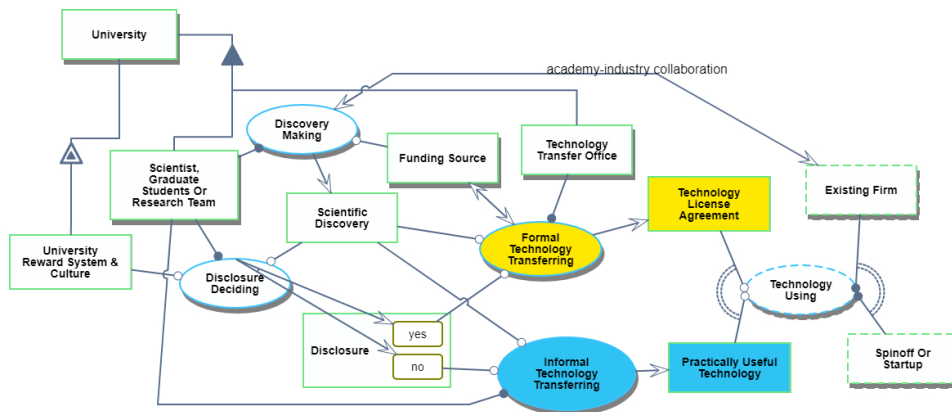 University
academy-industry collaboration
Discovery
Making
Scientist,
Graduate
Students Or
Research Team
Funding Source
Technology
Transfer Office
Technology
License
Agreement
Existing Firm
Scientific
Discovery
University
Reward System &
Culture
Disclosure
Deciding
Formal
Technology
Transferring
Technology
Using
Disclosure
yes
no
Informal
Technology
Transferring
Practically Useful
Technology
Spinoff Or
Startup